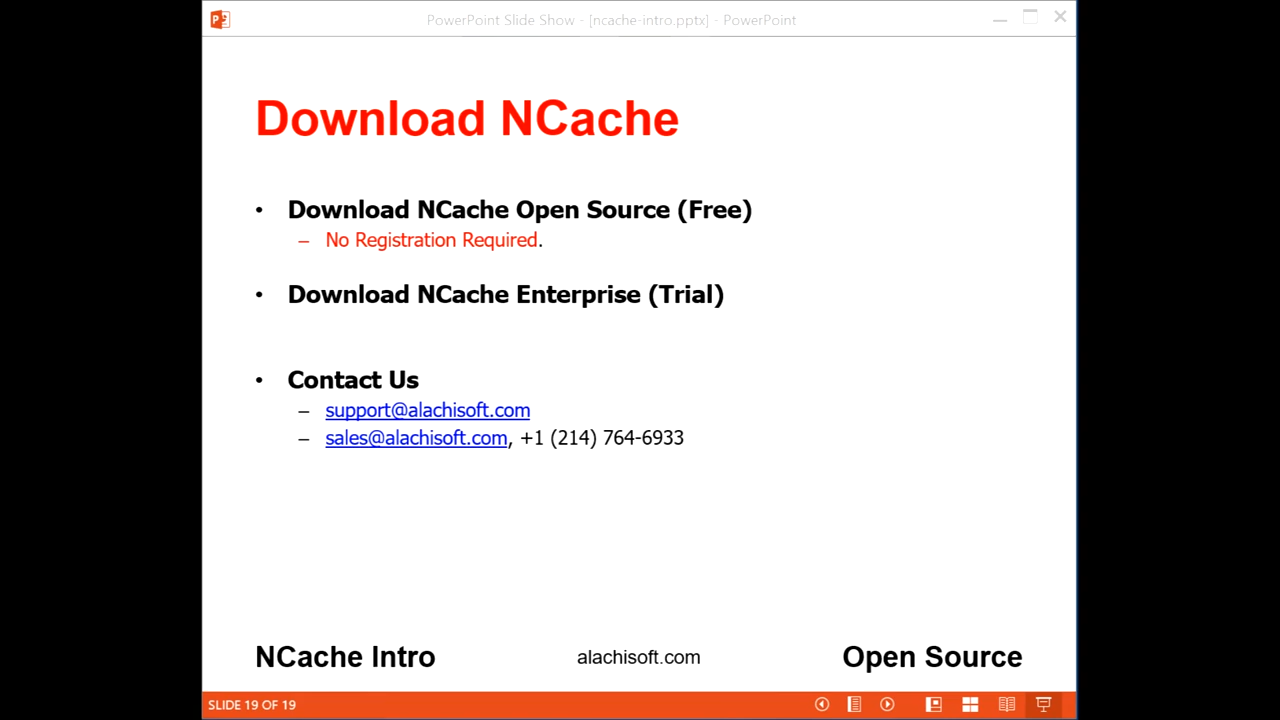 PowerPoint Slide Show - [ncache-intro.pptx] - PowerPoint
Download NCache
• Download NCache Open Source (Free)
– No Registration Required.
• Download NCache Enterprise (Trial)
• Contact Us
– support@alachisoft.com
– sales@alachisoft.com, +1 (214) 764-6933
NCache Intro alachisoft.com Open Source
SLIDE 19 OF 19